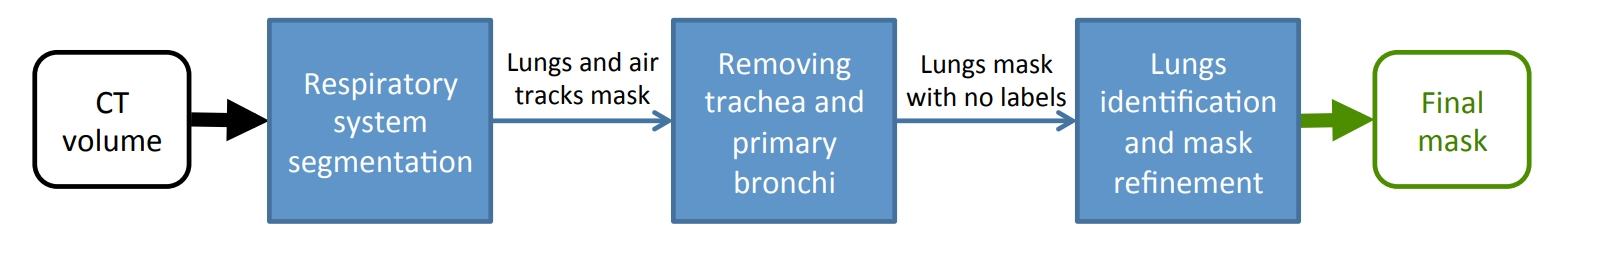 CT
volume
Respiratory
system
segmentation
Lungs and air
tracks mask
Removing
trachea and
primary
bronchi
Lungs mask
with no labels
Lungs
identification
and mask
refinement
Final
mask